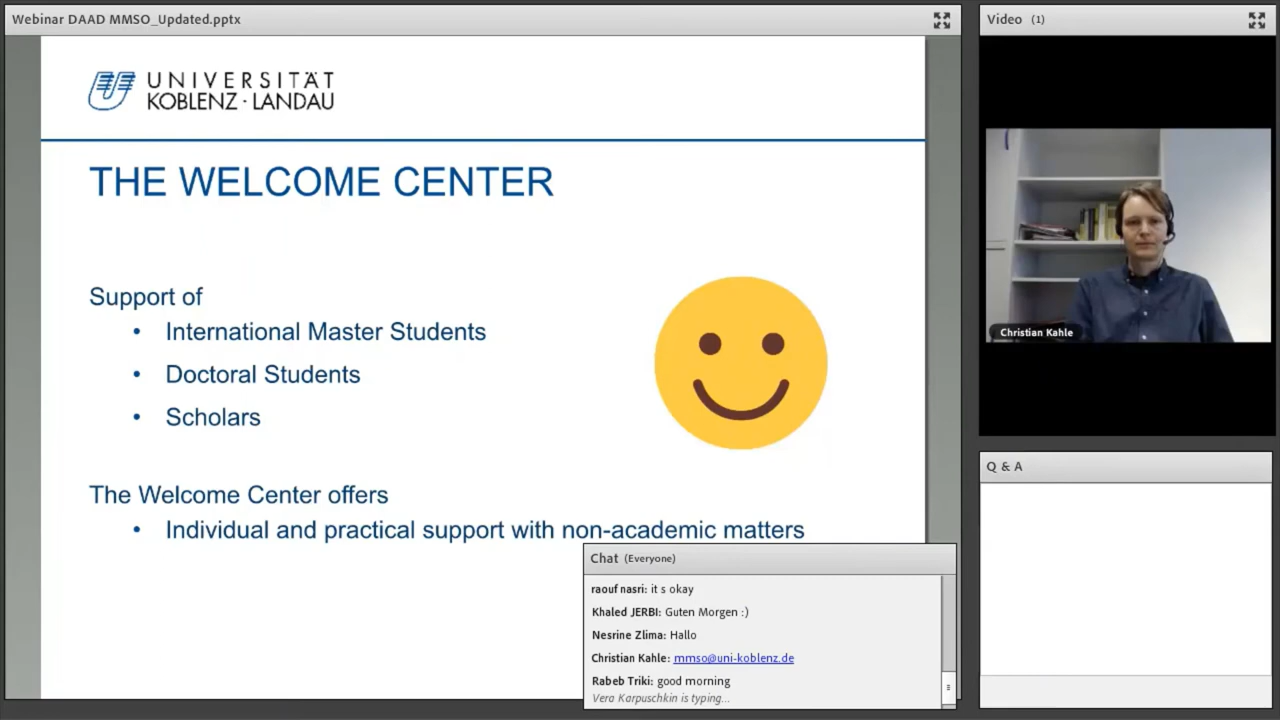 Webinar DAAD MMSO_Updated.pptx
UNIVERSITÄT
KOBLENZ · LANDAU
THE WELCOME CENTER
Support of
• International Master Students
• Doctoral Students
• Scholars
The Welcome Center offers
• Individual and practical support with non-academic matters
Chat (Everyone)
raouf nasri: it s okay
Khaled JERBI: Guten Morgen :)
Nesrine Zlima: Hallo
Christian Kahle: mmso@uni-koblenz.de
Rabeb Triki: good morning
Vera Karpuschkin is typing...
Video (1)
Christian Kahle
Q & A